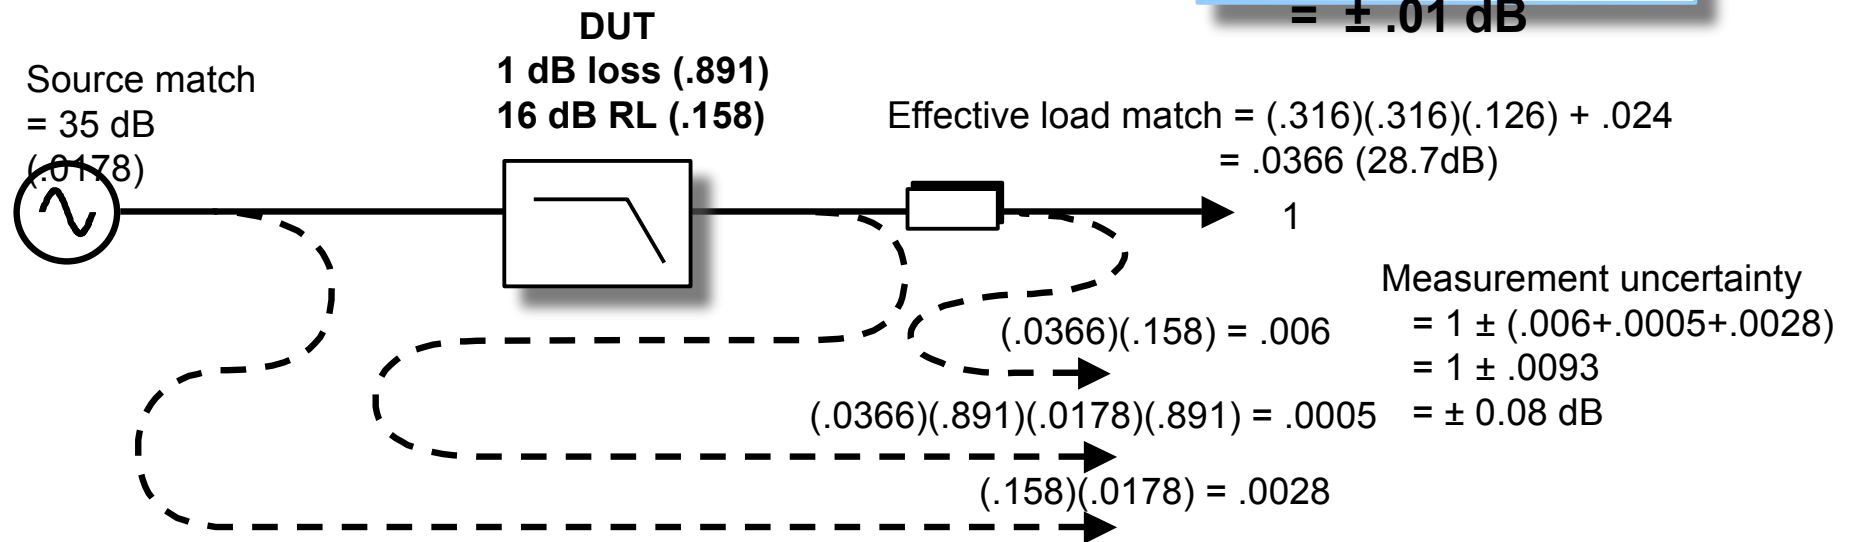 = ± .01 dB
DUT
1 dB loss (.891)
16 dB RL (.158)
Source match
= 35 dB
(.0178)
Effective load match = (.316)(.316)(.126) + .024
= .0366 (28.7dB)
1
Measurement uncertainty
= 1 ± (.006+.0005+.0028)
= 1 ± .0093
= ± 0.08 dB
(.0366)(.158) = .006
(.0366)(.891)(.0178)(.891) = .0005
(.158)(.0178) = .0028